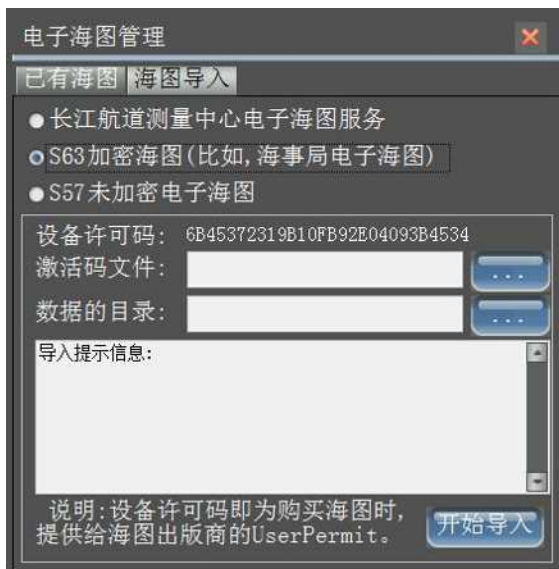 电子海图管理
已有海图 海图导入
长江航道测量中心电子海图服务
S63加密海图(比如,海事局电子海图)
S57未加密电子海图
设备许可码: 6B45372319B10FB92E04093B4534
激活码文件: ...
数据的目录: ...
导入提示信息:
说明:设备许可码即为购买海图时,
提供给海图出版商的UserPermit。
开始导入